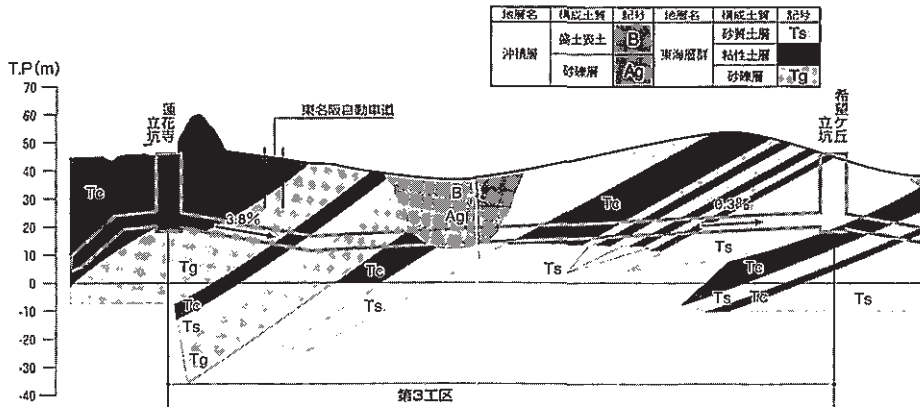 地層名 構成土質 記号 地層名 構成土質 記号
沖積層 盛土表土 B 東海層群 砂質土層 Ts
粘性土層
砂礫層 Ag 砂礫層 Tg
T.P(m)
70
60
50
40
30
20
10
0
-10
-20
-30
-40
蓮花寺立坑
東名阪自動車道
希望ケ丘立坑
Tc
3.8%
B
Ag
Tc
0.3%
Tg
Tc
Ts
Ts
Tc
Tc
Ts
Ts
Ts
Tc
Ts
Tg
第3工区